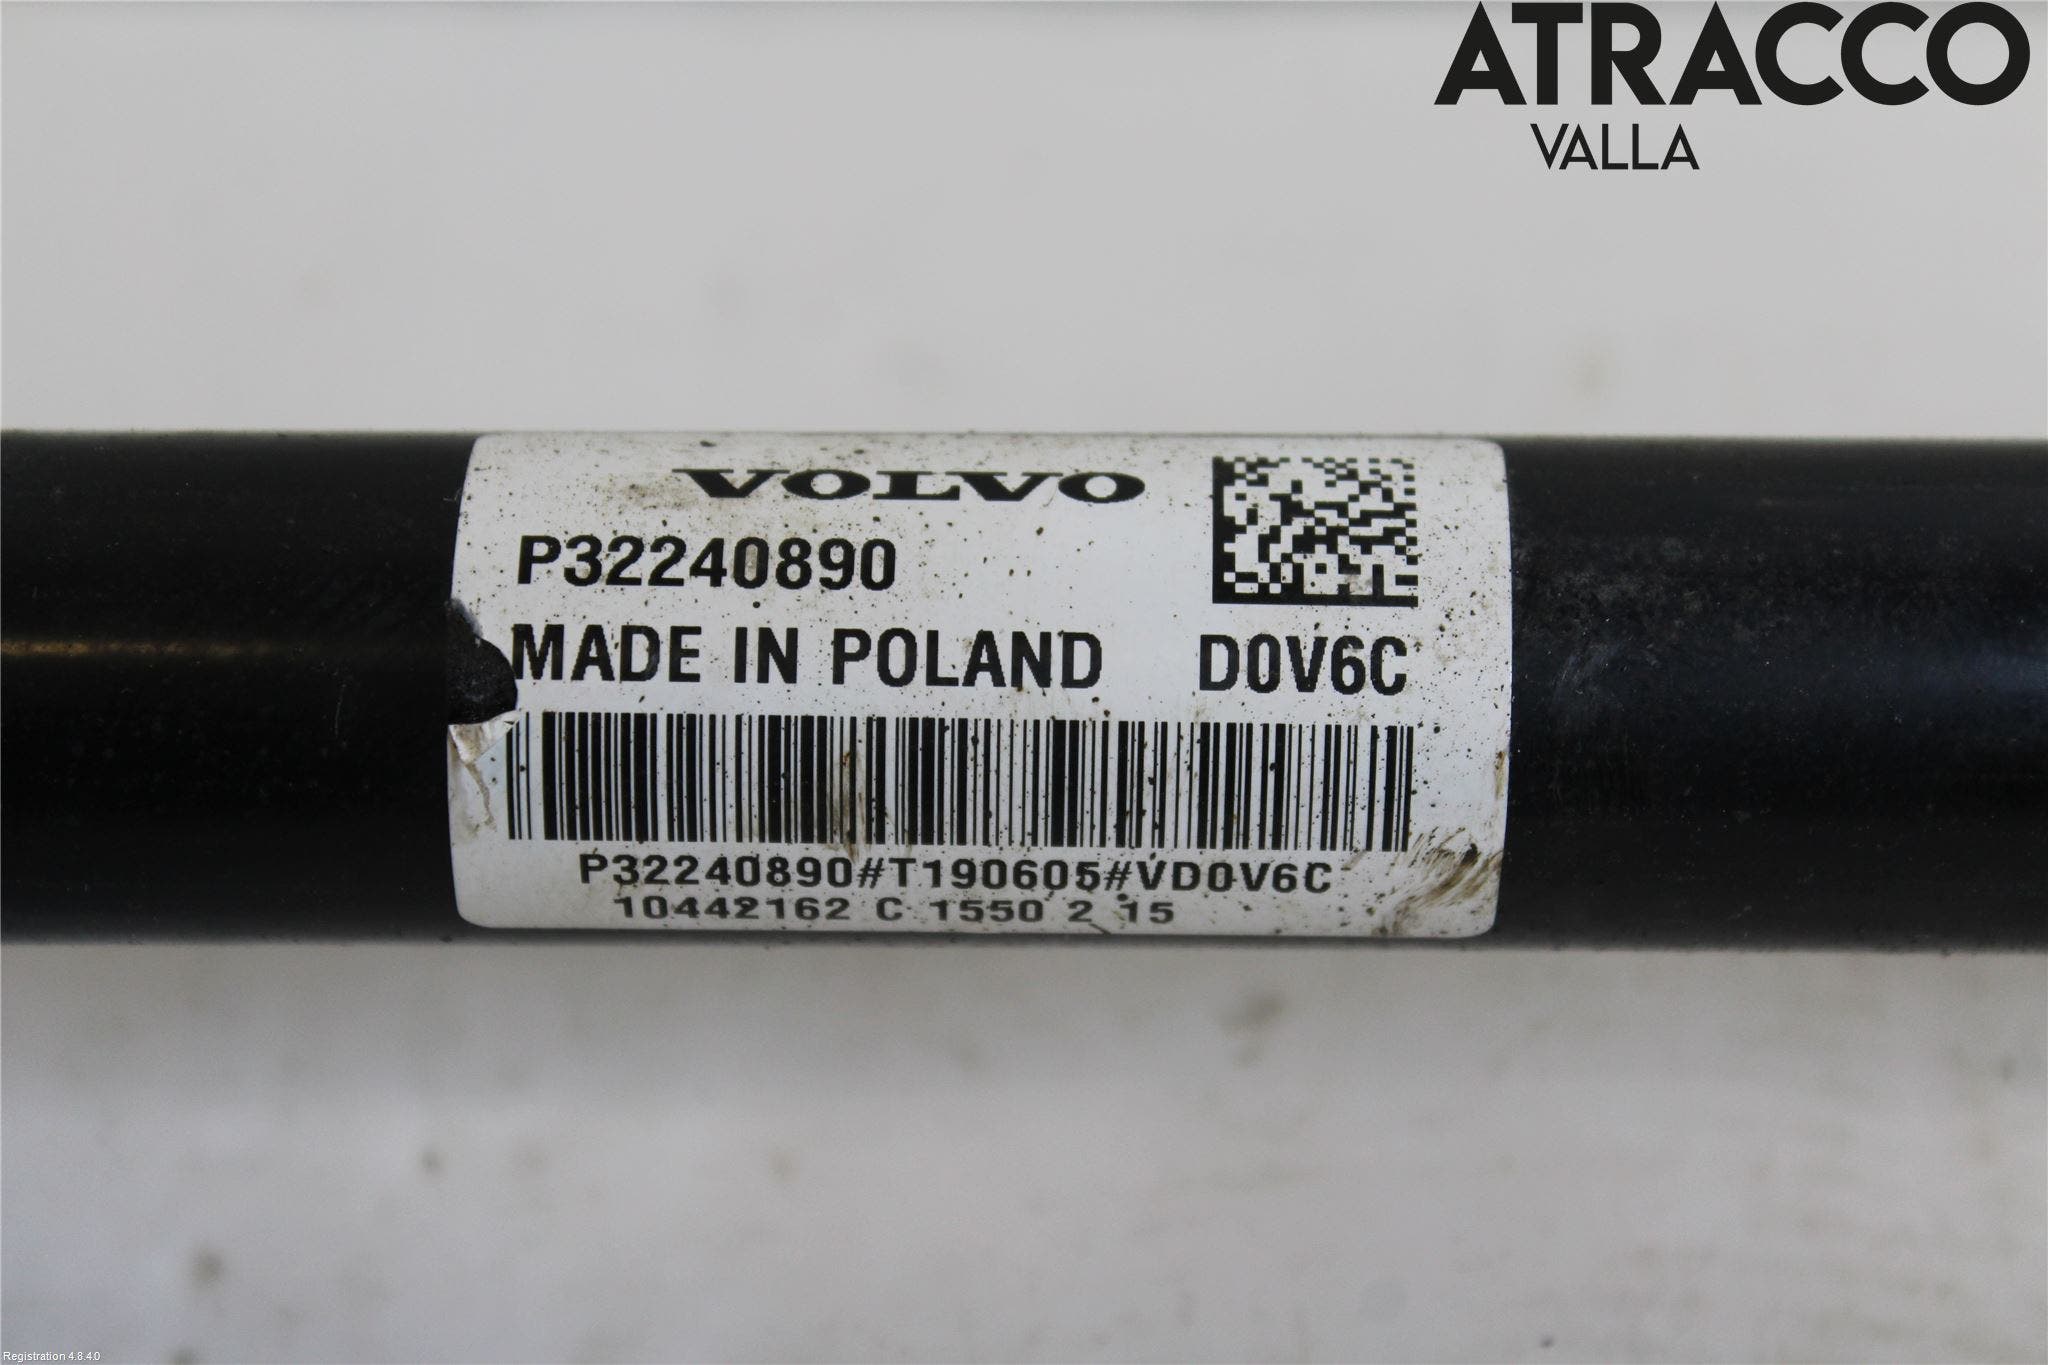 ATRACCO
VALLA
VOLVO
P32240890
MADE IN POLAND D0V6C
P32240890#T190605#VD0V6C
10442162 C 1550 2 15
Registration 4.8.4.0